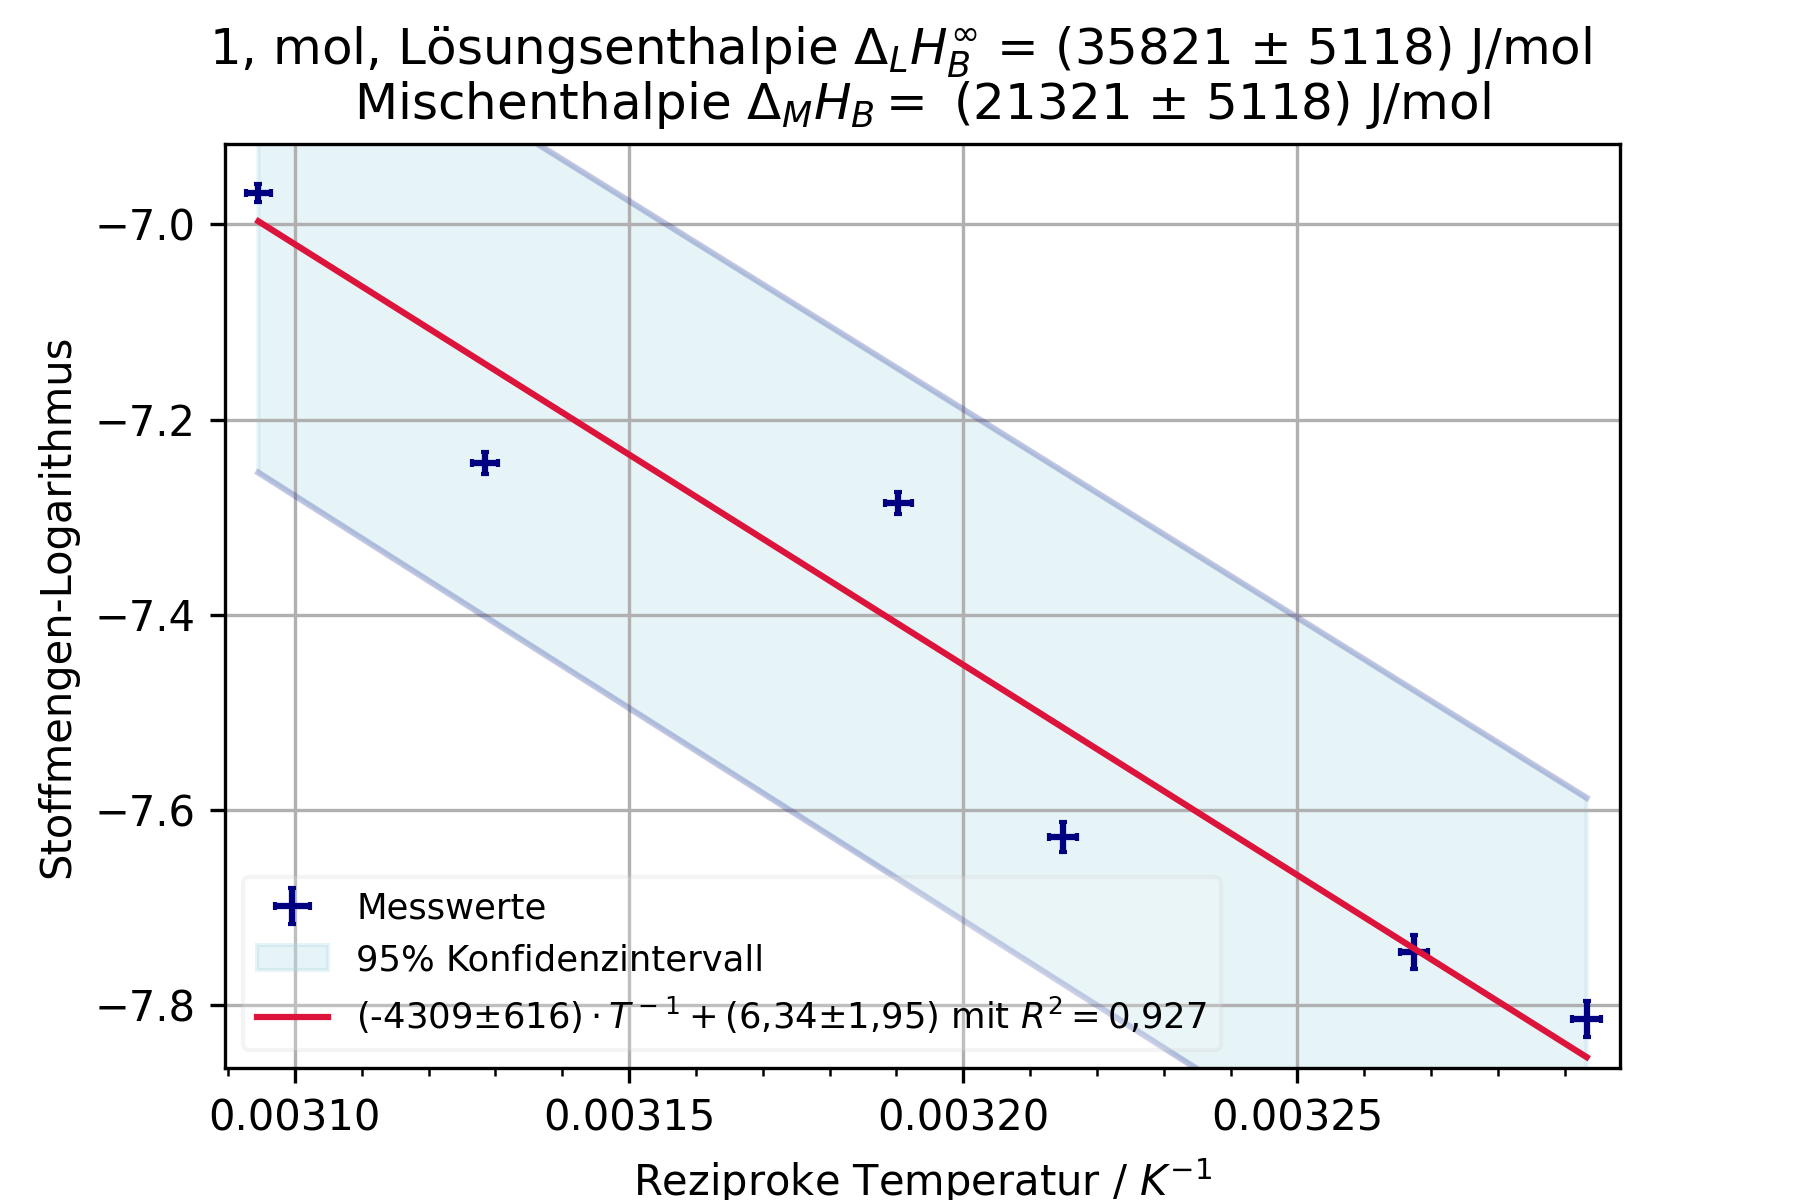 1, mol, Lösungsenthalpie Δ_L H_B^∞ = (35821 ± 5118) J/mol
Mischenthalpie Δ_M H_B = (21321 ± 5118) J/mol
Stoffmengen-Logarithmus
−7.0
−7.2
−7.4
−7.6
−7.8
Messwerte
95% Konfidenzintervall
(-4309±616) · T⁻¹ + (6,34±1,95) mit R² = 0,927
0.00310
0.00315
0.00320
0.00325
Reziproke Temperatur / K⁻¹